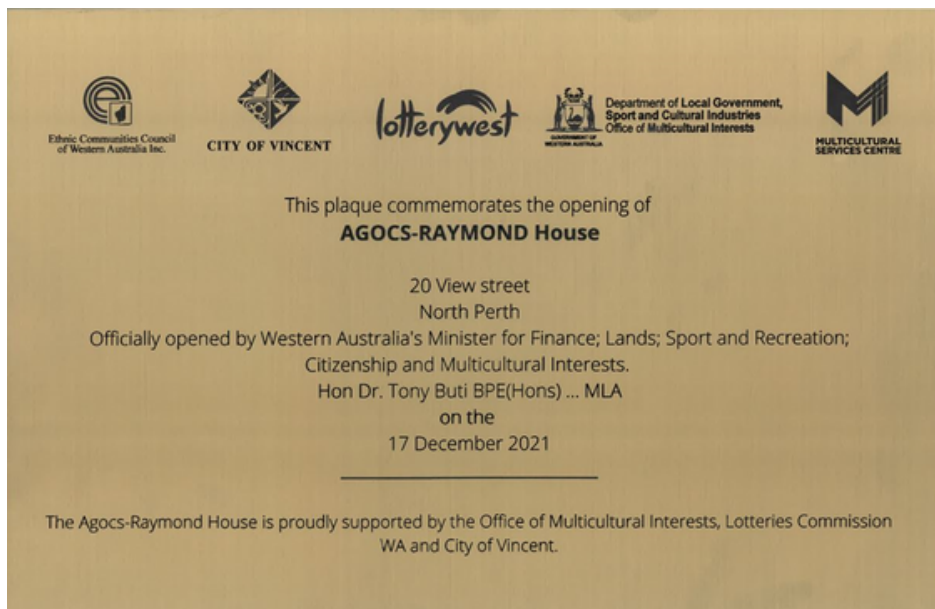 Ethnic Communities Council
of Western Australia Inc.
CITY OF VINCENT
lotterywest
GOVERNMENT OF
WESTERN AUSTRALIA
Department of Local Government,
Sport and Cultural Industries
Office of Multicultural Interests
MULTICULTURAL
SERVICES CENTRE
This plaque commemorates the opening of
AGOCS-RAYMOND House
20 View street
North Perth
Officially opened by Western Australia's Minister for Finance; Lands; Sport and Recreation;
Citizenship and Multicultural Interests.
Hon Dr. Tony Buti BPE(Hons) ... MLA
on the
17 December 2021
The Agocs-Raymond House is proudly supported by the Office of Multicultural Interests, Lotteries Commission
WA and City of Vincent.